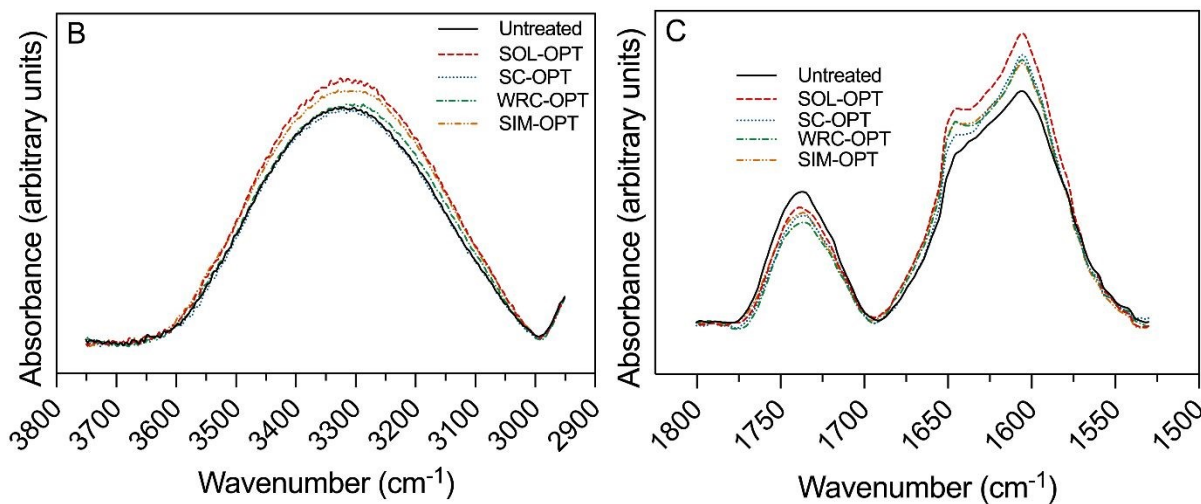 B
Untreated
SOL-OPT
SC-OPT
WRC-OPT
SIM-OPT
Absorbance (arbitrary units)
3800 3700 3600 3500 3400 3300 3200 3100 3000 2900
Wavenumber (cm⁻¹)
C
Untreated
SOL-OPT
SC-OPT
WRC-OPT
SIM-OPT
Absorbance (arbitrary units)
1800 1750 1700 1650 1600 1550 1500
Wavenumber (cm⁻¹)